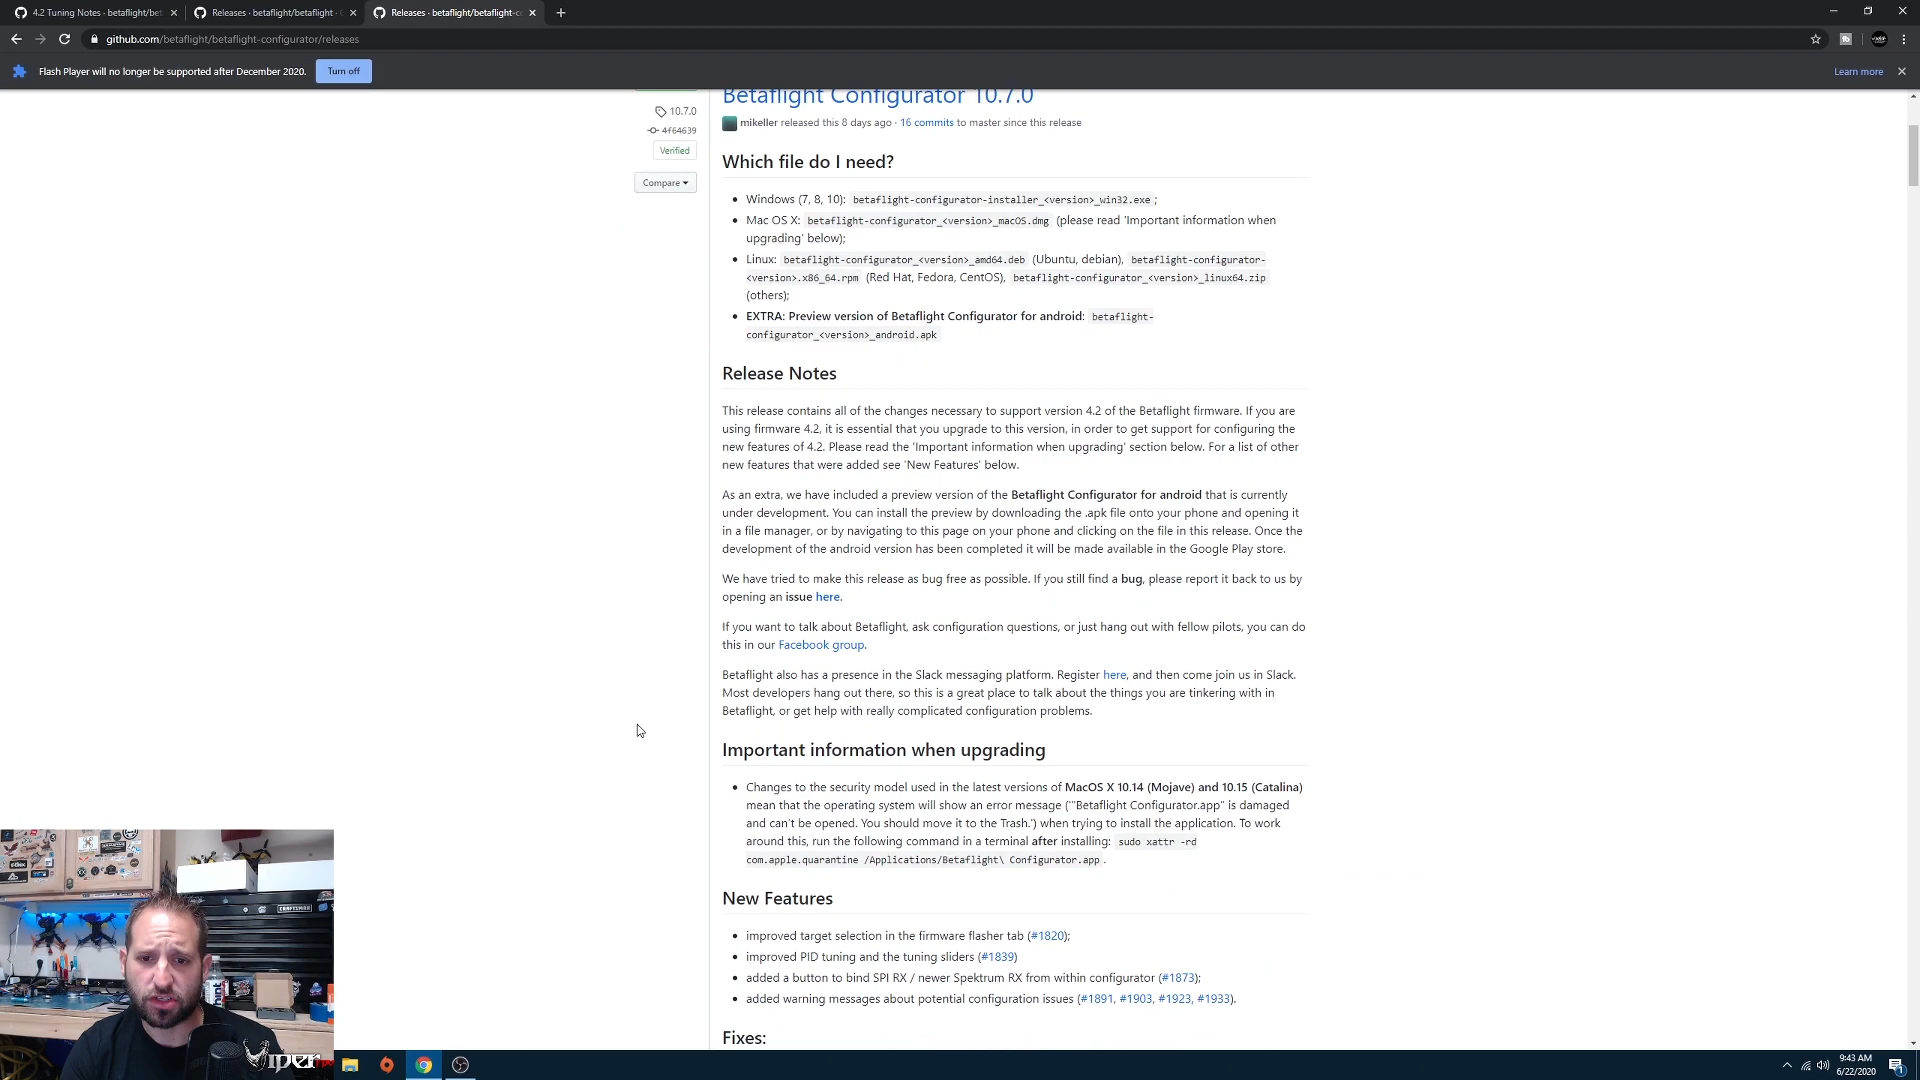 4.2 Tuning Notes - betaflight/bet
Releases · betaflight/betaflight ·
Releases · betaflight/betaflight-c
github.com/betaflight/betaflight-configurator/releases
Flash Player will no longer be supported after December 2020.
Turn off
Learn more
Betaflight Configurator 10.7.0
10.7.0
mikeller released this 8 days ago · 16 commits to master since this release
4f64639
Verified
Compare
Which file do I need?
Windows (7, 8, 10): betaflight-configurator-installer_<version>_win32.exe ;
Mac OS X: betaflight-configurator_<version>_macOS.dmg (please read 'Important information when
upgrading' below);
Linux: betaflight-configurator_<version>_amd64.deb (Ubuntu, debian), betaflight-configurator-
<version>.x86_64.rpm (Red Hat, Fedora, CentOS), betaflight-configurator_<version>_linux64.zip
(others);
EXTRA: Preview version of Betaflight Configurator for android: betaflight-
configurator_<version>_android.apk
Release Notes
This release contains all of the changes necessary to support version 4.2 of the Betaflight firmware. If you are
using firmware 4.2, it is essential that you upgrade to this version, in order to get support for configuring the
new features of 4.2. Please read the 'Important information when upgrading' section below. For a list of other
new features that were added see 'New Features' below.
As an extra, we have included a preview version of the Betaflight Configurator for android that is currently
under development. You can install the preview by downloading the .apk file onto your phone and opening it
in a file manager, or by navigating to this page on your phone and clicking on the file in this release. Once the
development of the android version has been completed it will be made available in the Google Play store.
We have tried to make this release as bug free as possible. If you still find a bug, please report it back to us by
opening an issue here.
If you want to talk about Betaflight, ask configuration questions, or just hang out with fellow pilots, you can do
this in our Facebook group.
Betaflight also has a presence in the Slack messaging platform. Register here, and then come join us in Slack.
Most developers hang out there, so this is a great place to talk about the things you are tinkering with in
Betaflight, or get help with really complicated configuration problems.
Important information when upgrading
Changes to the security model used in the latest versions of MacOS X 10.14 (Mojave) and 10.15 (Catalina)
mean that the operating system will show an error message ('"Betaflight Configurator.app" is damaged
and can't be opened. You should move it to the Trash.') when trying to install the application. To work
around this, run the following command in a terminal after installing: sudo xattr -rd
com.apple.quarantine /Applications/Betaflight\ Configurator.app .
New Features
improved target selection in the firmware flasher tab (#1820);
improved PID tuning and the tuning sliders (#1839)
added a button to bind SPI RX / newer Spektrum RX from within configurator (#1873);
added warning messages about potential configuration issues (#1891, #1903, #1923, #1933).
Fixes:
CRAFTSMAN
mint
Viper
9:43 AM
6/22/2020
1